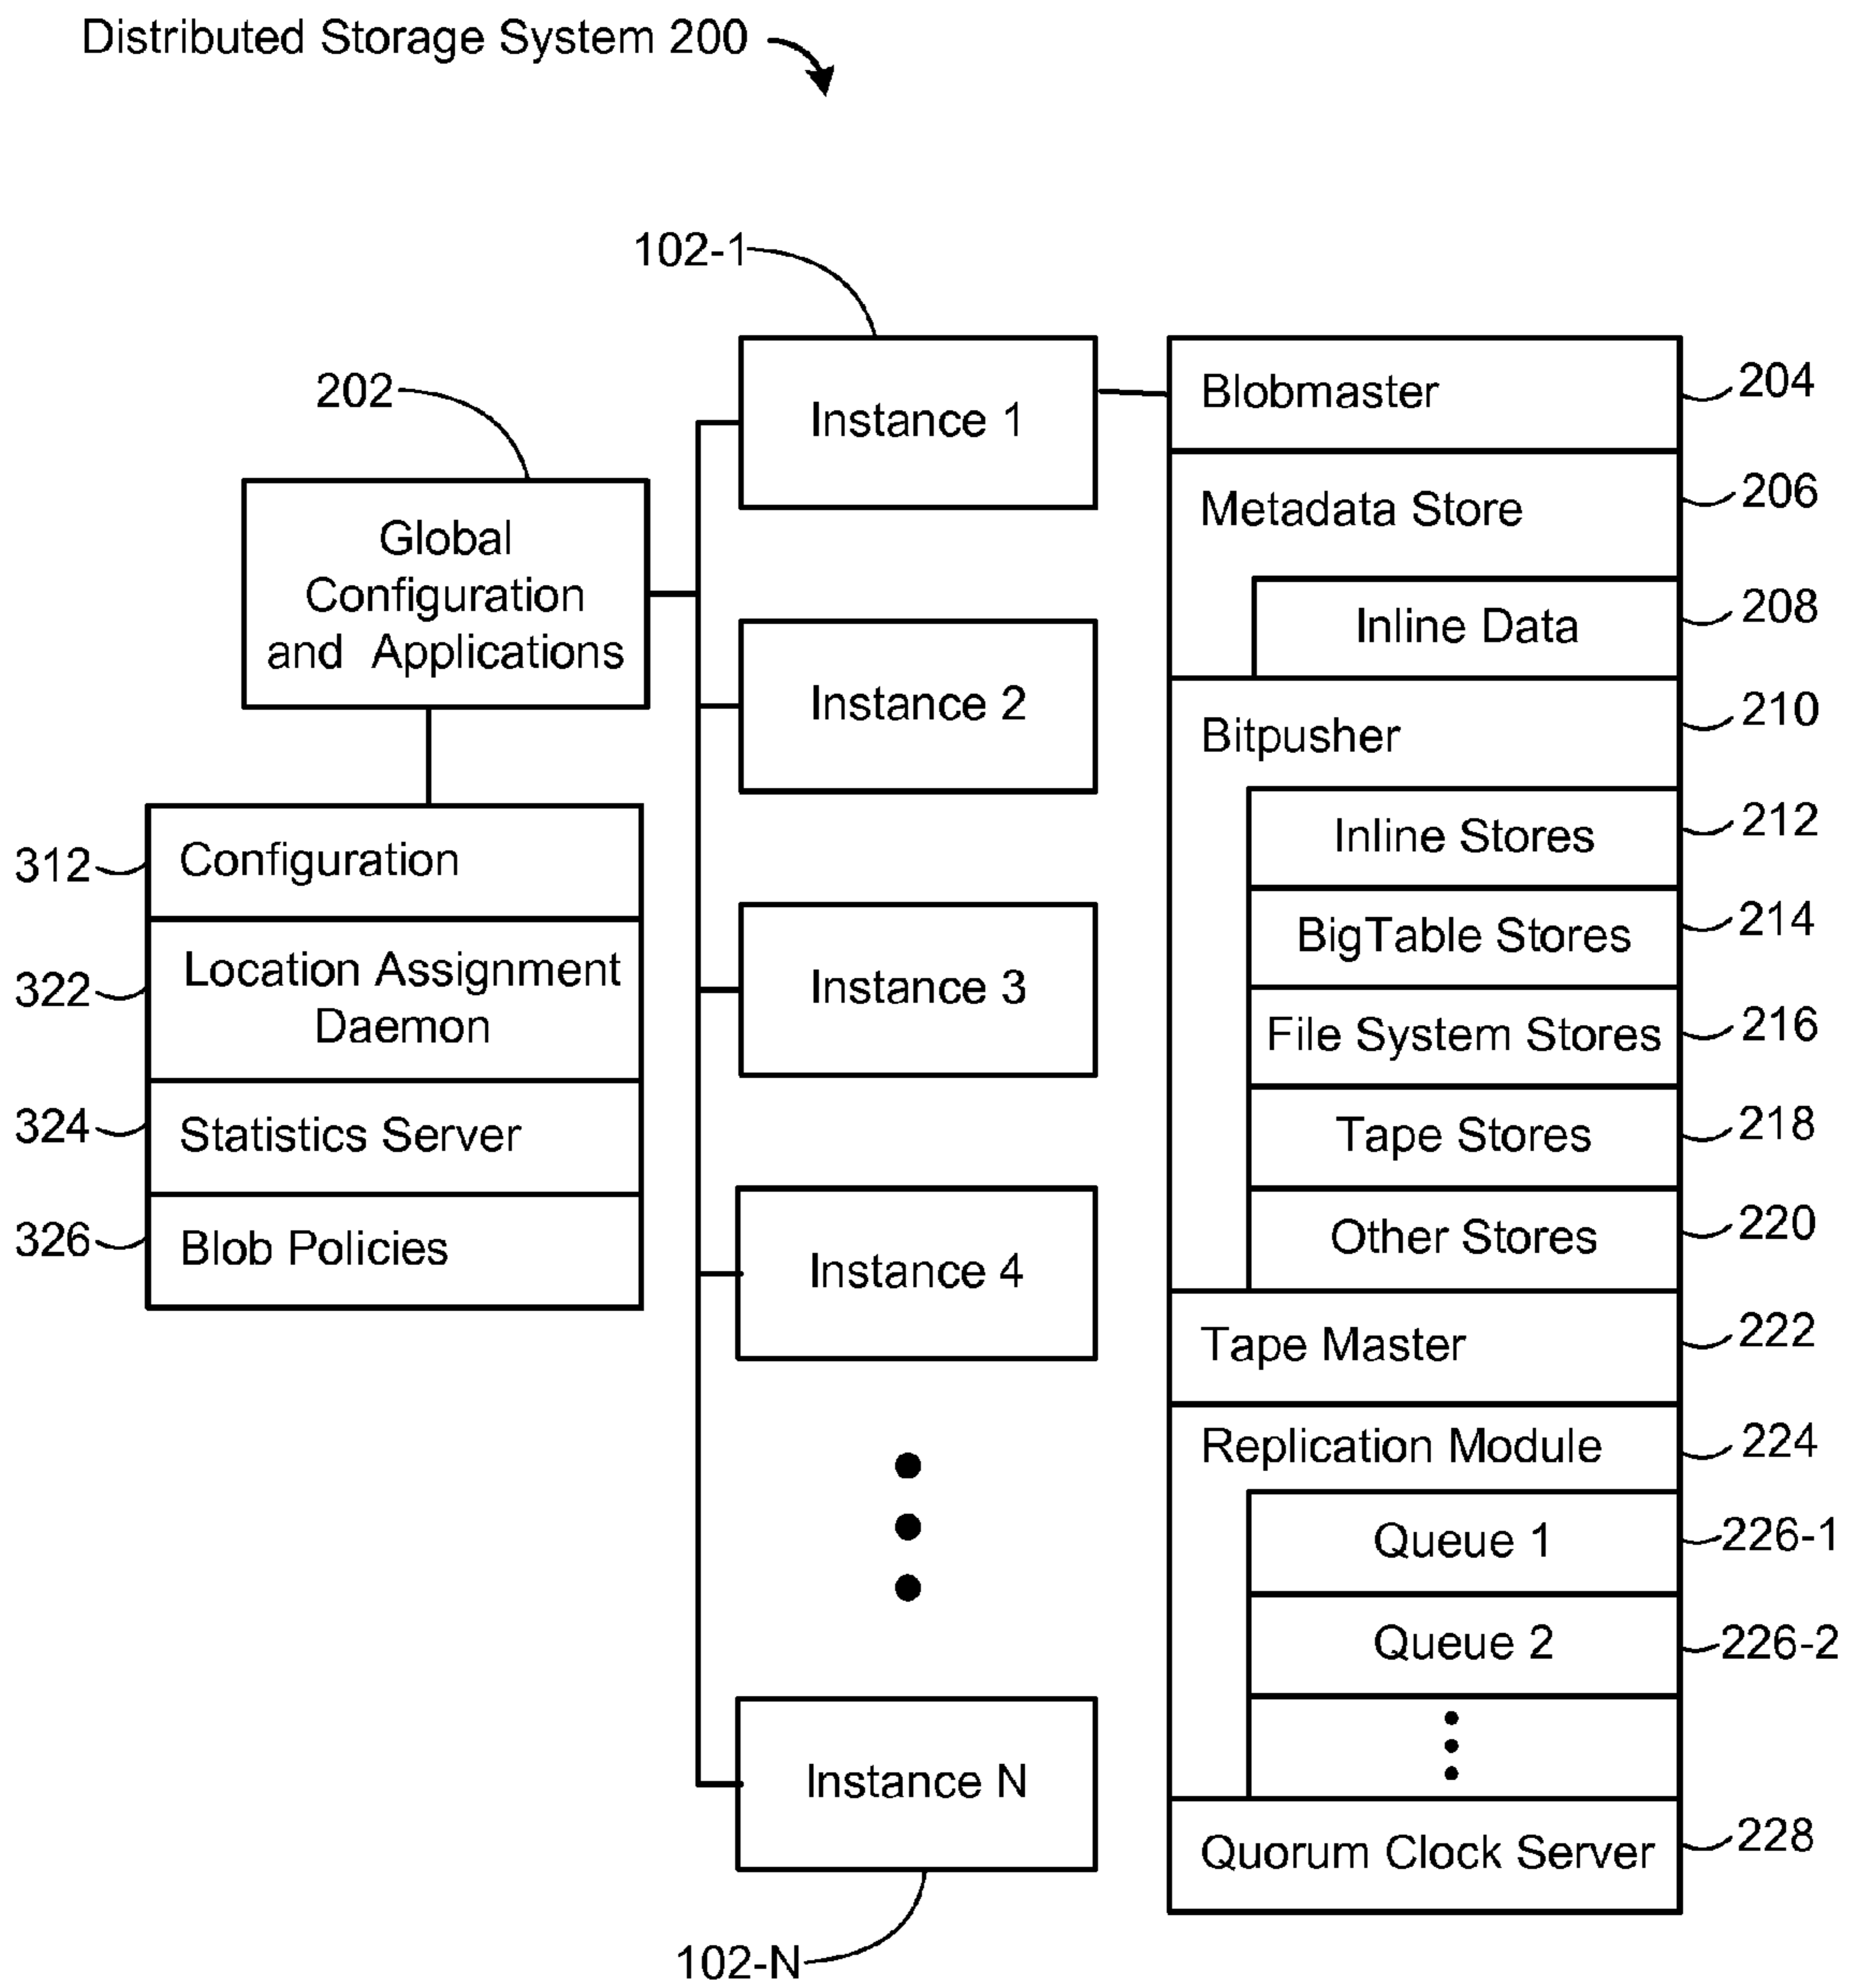 Distributed Storage System 200
102-1
202
Global
Configuration
and Applications
312
Configuration
322
Location Assignment
Daemon
324
Statistics Server
326
Blob Policies
Instance 1
Instance 2
Instance 3
Instance 4
Instance N
102-N
Blobmaster
204
Metadata Store
206
Inline Data
208
Bitpusher
210
Inline Stores
212
BigTable Stores
214
File System Stores
216
Tape Stores
218
Other Stores
220
Tape Master
222
Replication Module
224
Queue 1
226-1
Queue 2
226-2
Quorum Clock Server
228